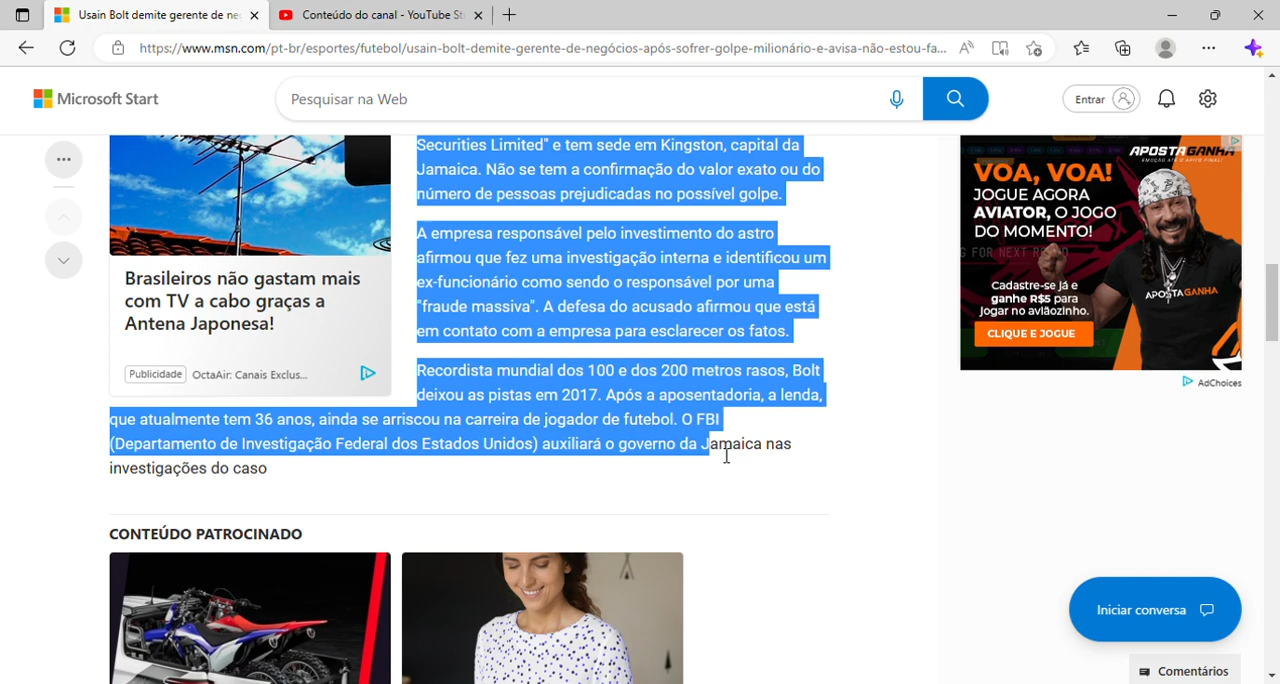 Usain Bolt demite gerente de ne
Conteúdo do canal - YouTube St
https://www.msn.com/pt-br/esportes/futebol/usain-bolt-demite-gerente-de-negócios-após-sofrer-golpe-milionário-e-avisa-não-estou-fa...
Microsoft Start
Pesquisar na Web
Entrar
Securities Limited" e tem sede em Kingston, capital da
Jamaica. Não se tem a confirmação do valor exato ou do
número de pessoas prejudicadas no possível golpe.
A empresa responsável pelo investimento do astro
afirmou que fez uma investigação interna e identificou um
ex-funcionário como sendo o responsável por uma
"fraude massiva". A defesa do acusado afirmou que está
em contato com a empresa para esclarecer os fatos.
Recordista mundial dos 100 e dos 200 metros rasos, Bolt
deixou as pistas em 2017. Após a aposentadoria, a lenda,
que atualmente tem 36 anos, ainda se arriscou na carreira de jogador de futebol. O FBI
(Departamento de Investigação Federal dos Estados Unidos) auxiliará o governo da Jamaica nas
investigações do caso
Brasileiros não gastam mais
com TV a cabo graças a
Antena Japonesa!
Publicidade OctaAir: Canais Exclus...
APOSTAGANHA
VOA, VOA!
JOGUE AGORA
AVIATOR, O JOGO
DO MOMENTO!
G FOR NEXT
Cadastre-se já e
ganhe R$5 para
jogar no aviãozinho.
CLIQUE E JOGUE
APOSTAGANHA
AdChoices
CONTEÚDO PATROCINADO
Iniciar conversa
Comentários